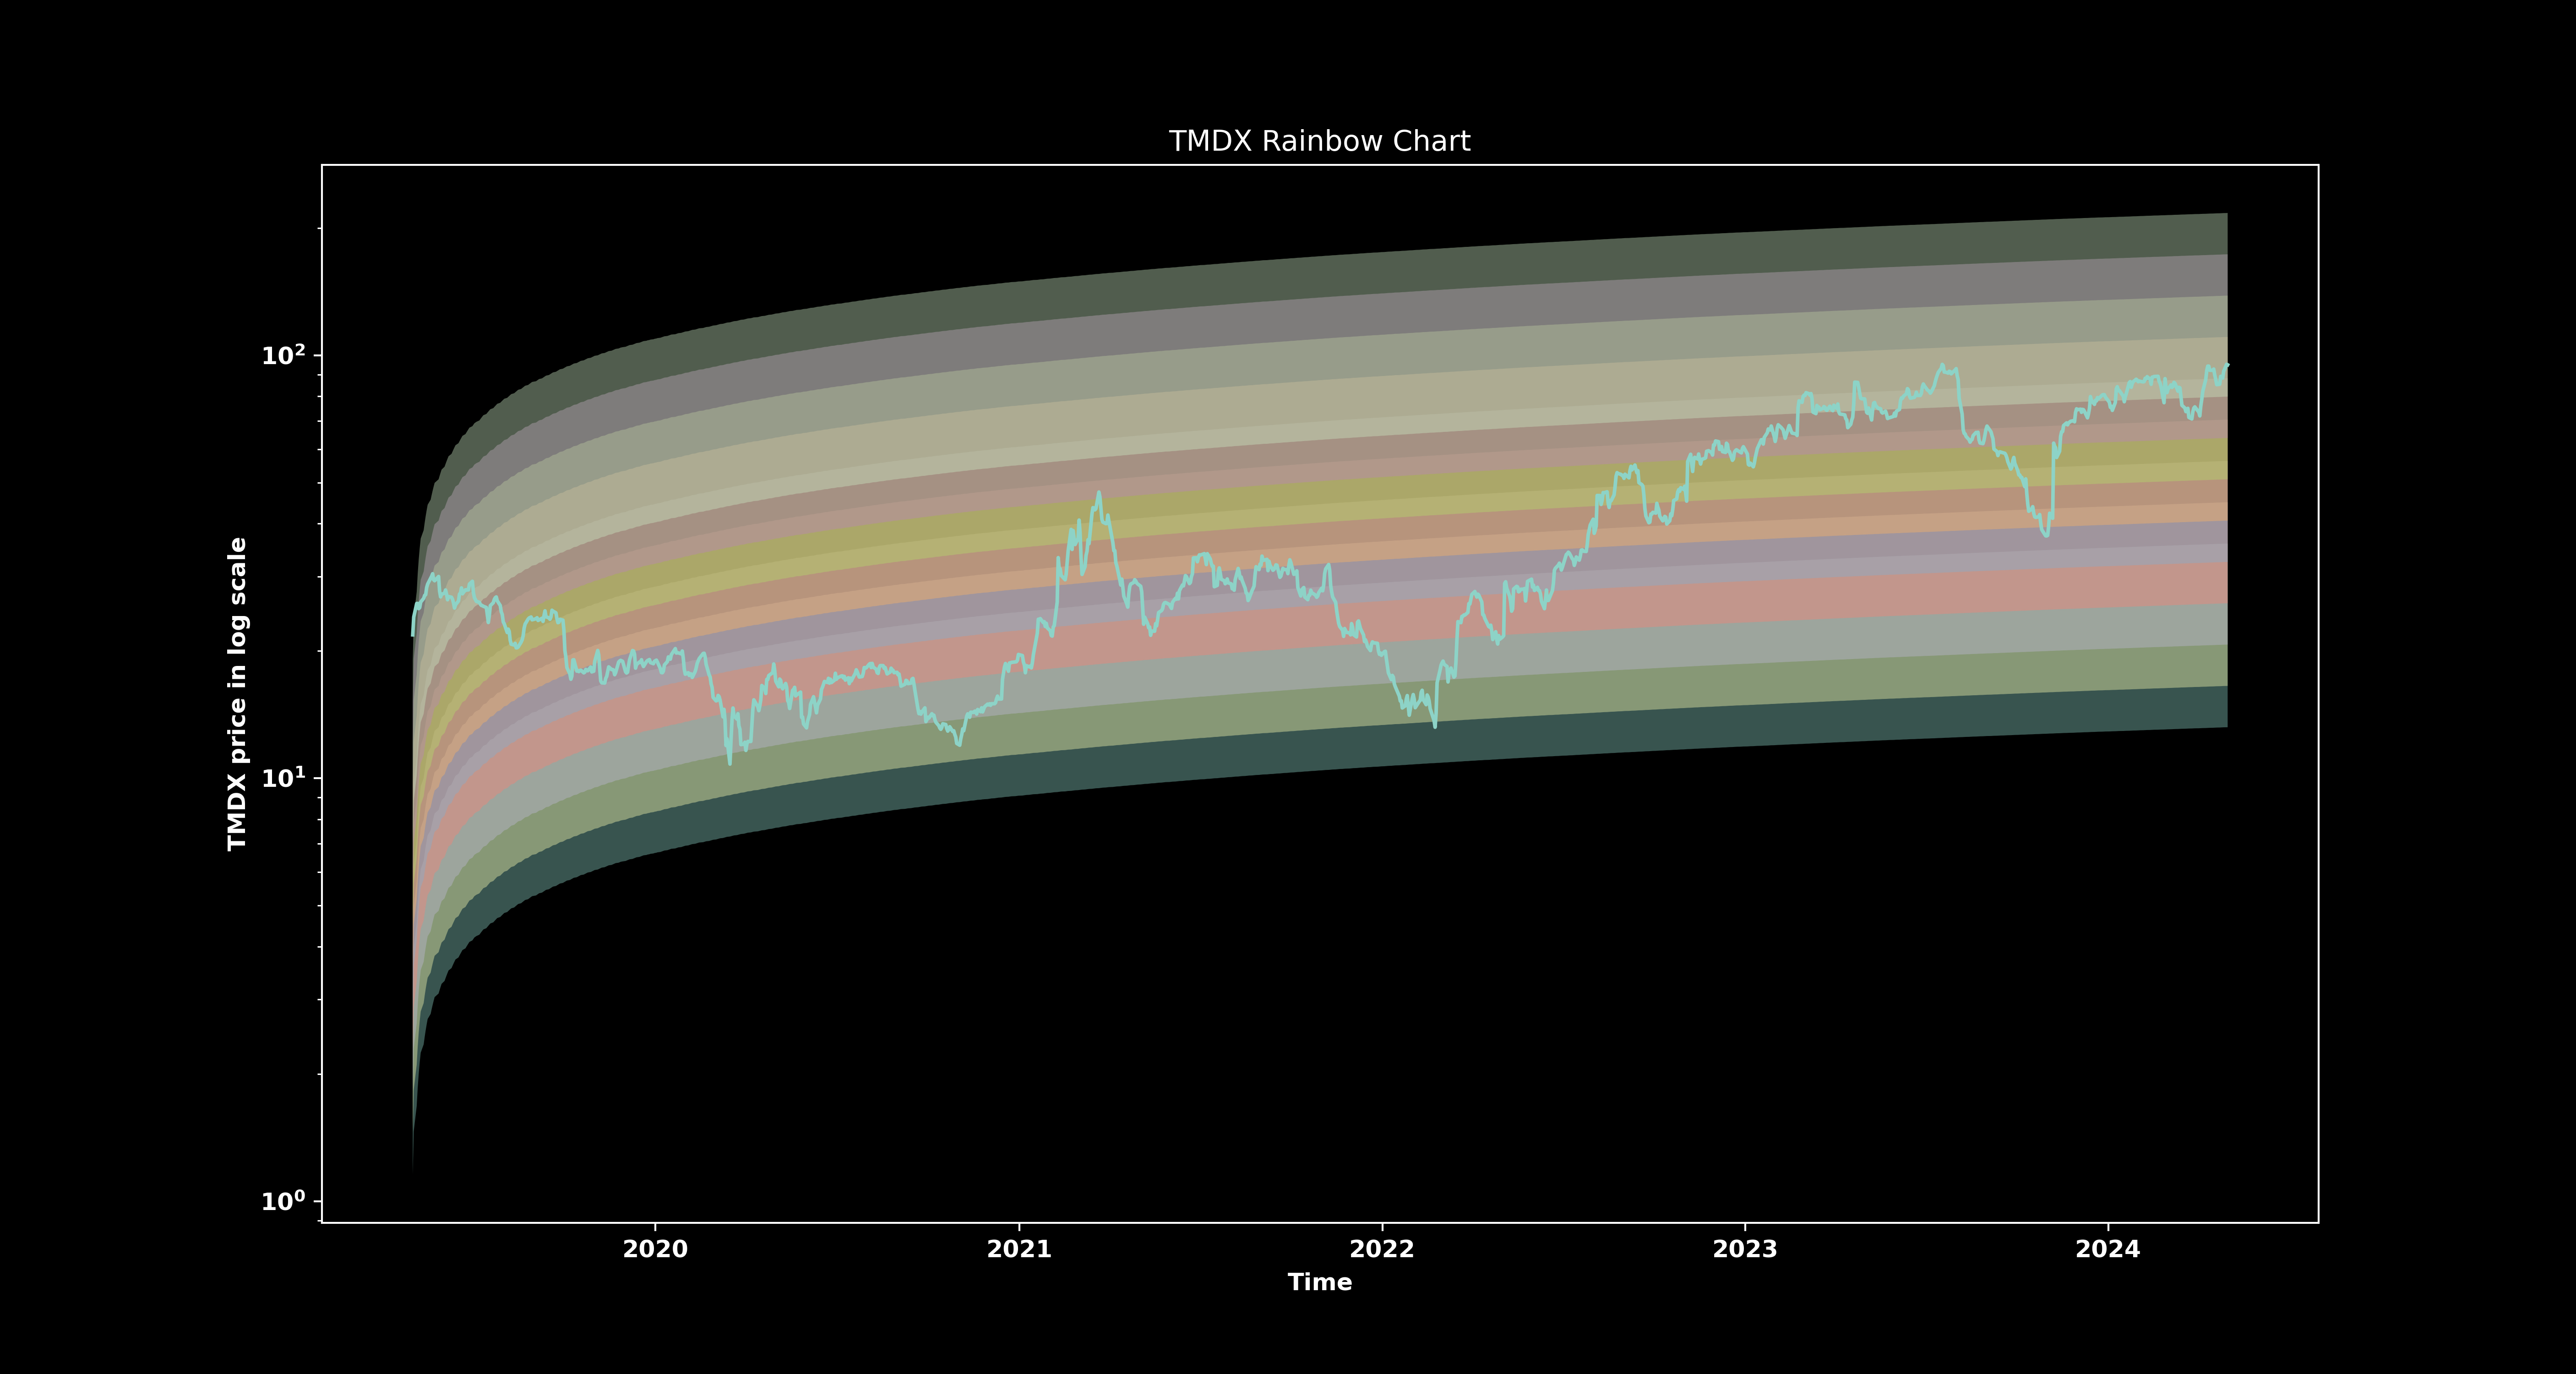 TMDX Rainbow Chart
TMDX price in log scale
10²
10¹
10⁰
2020 2021 2022 2023 2024
Time